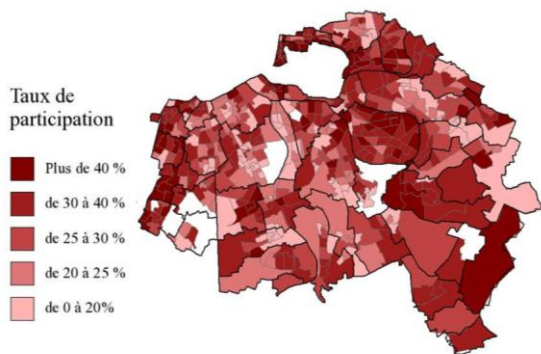 Taux de
participation
Plus de 40 %
de 30 à 40 %
de 25 à 30 %
de 20 à 25 %
de 0 à 20%